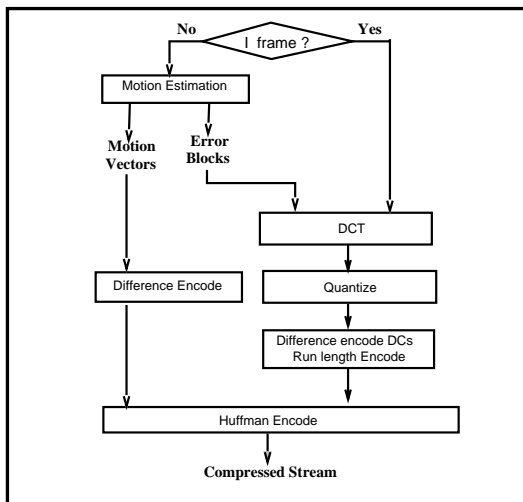 No
I frame ?
Yes
Motion Estimation
Motion
Vectors
Error
Blocks
DCT
Difference Encode
Quantize
Difference encode DCs
Run length Encode
Huffman Encode
Compressed Stream